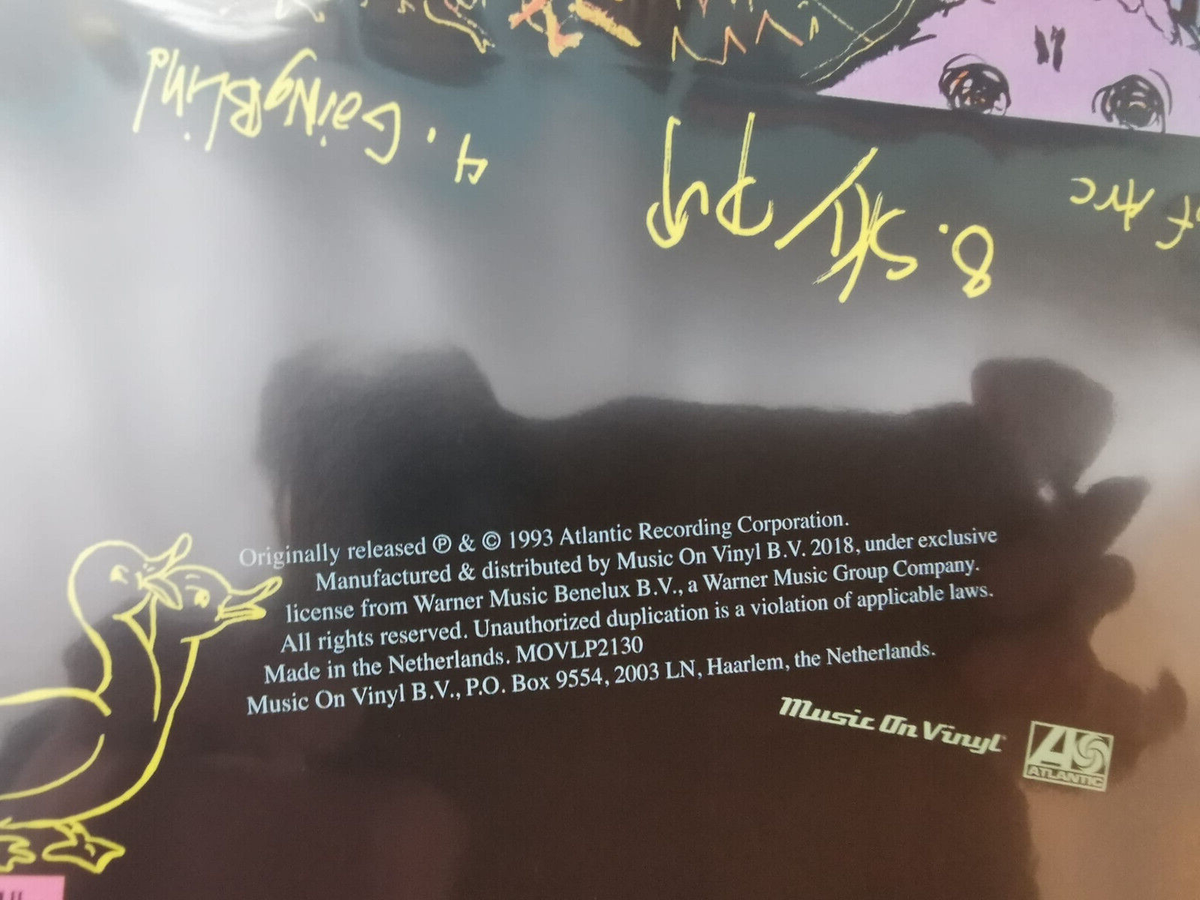 4. Going Blind
8. Sky Pup
f Arc
Originally released ℗ & © 1993 Atlantic Recording Corporation.
Manufactured & distributed by Music On Vinyl B.V. 2018, under exclusive
license from Warner Music Benelux B.V., a Warner Music Group Company.
All rights reserved. Unauthorized duplication is a violation of applicable laws.
Made in the Netherlands. MOVLP2130
Music On Vinyl B.V., P.O. Box 9554, 2003 LN, Haarlem, the Netherlands.
Music On Vinyl
ATLANTIC